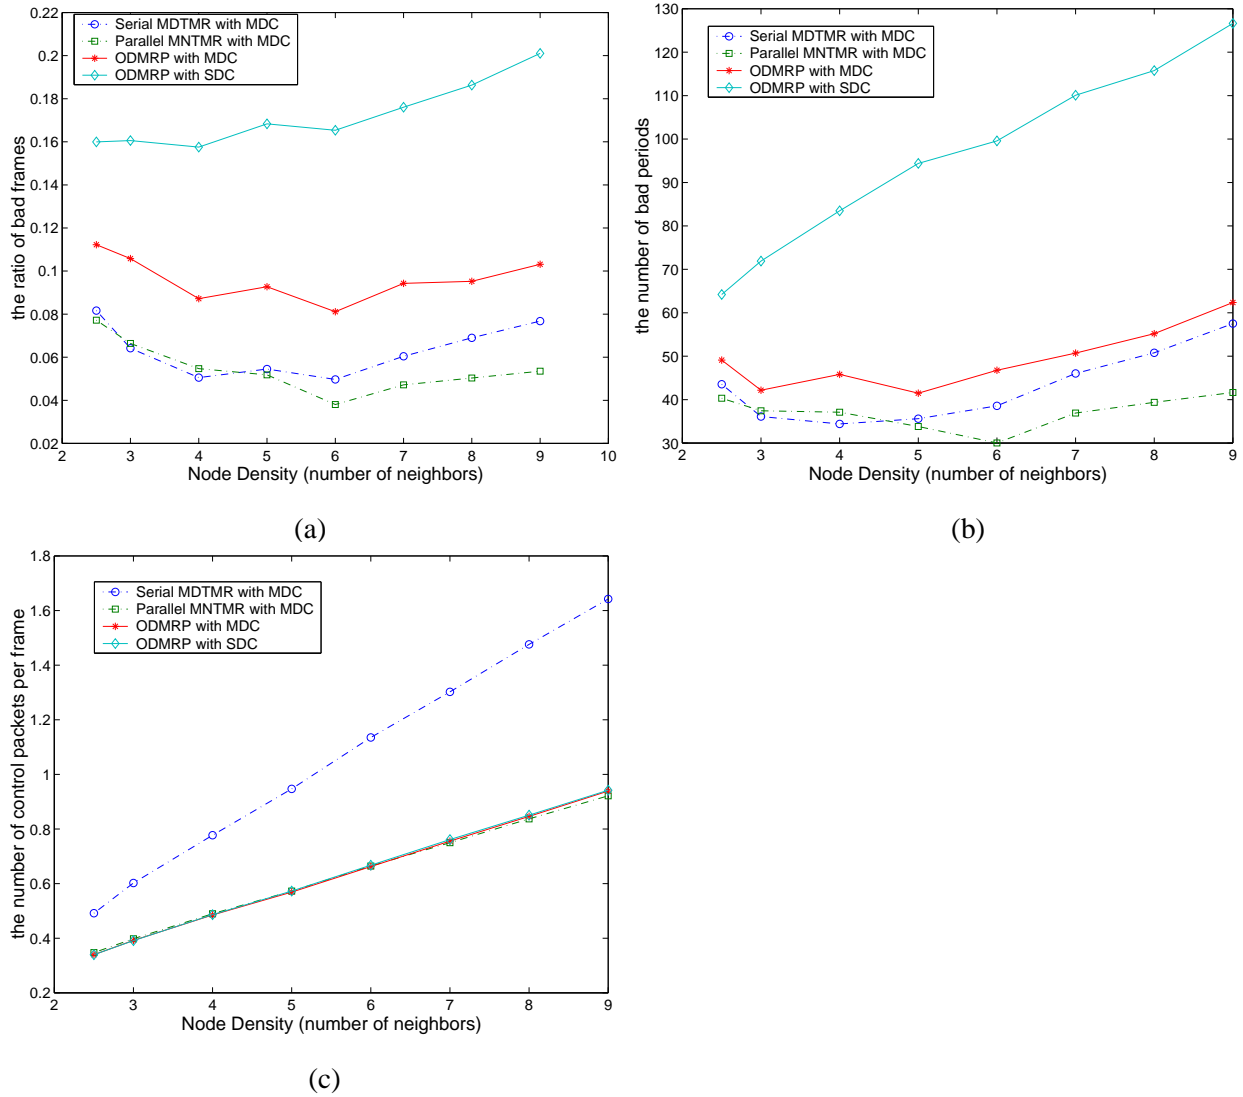 0.22
0.2
0.18
0.16
0.14
0.12
0.1
0.08
0.06
0.04
0.02
the ratio of bad frames
Serial MDTMR with MDC
Parallel MNTMR with MDC
ODMRP with MDC
ODMRP with SDC
2 3 4 5 6 7 8 9 10
Node Density (number of neighbors)
(a)
130
120
110
100
90
80
70
60
50
40
30
the number of bad periods
Serial MDTMR with MDC
Parallel MNTMR with MDC
ODMRP with MDC
ODMRP with SDC
2 3 4 5 6 7 8 9
Node Density (number of neighbors)
(b)
1.8
1.6
1.4
1.2
1
0.8
0.6
0.4
0.2
the number of control packets per frame
Serial MDTMR with MDC
Parallel MNTMR with MDC
ODMRP with MDC
ODMRP with SDC
2 3 4 5 6 7 8 9
Node Density (number of neighbors)
(c)